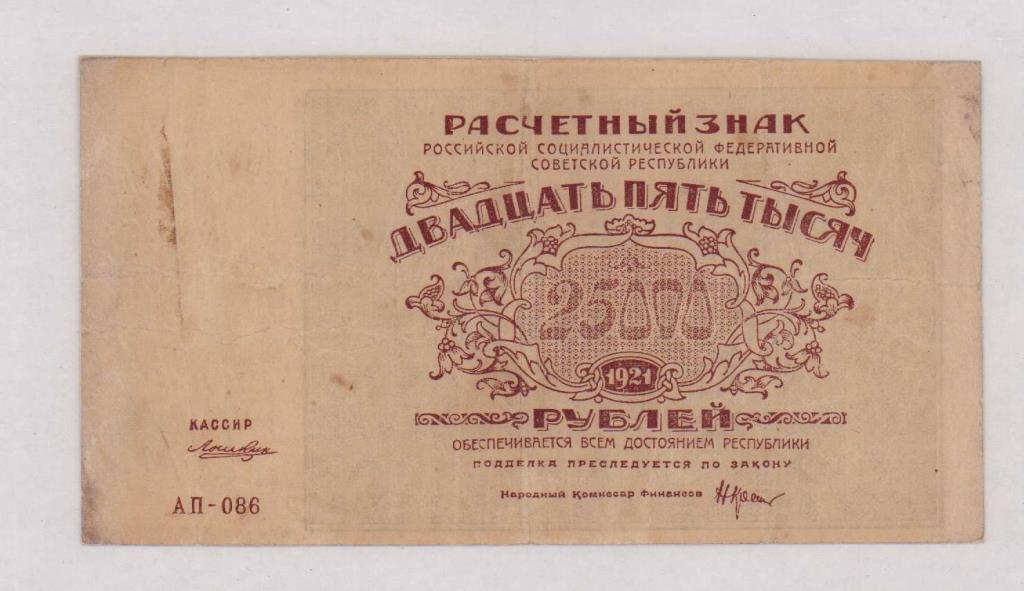 РАСЧЕТНЫЙ ЗНАК
РОССИЙСКОЙ СОЦИАЛИСТИЧЕСКОЙ ФЕДЕРАТИВНОЙ
СОВЕТСКОЙ РЕСПУБЛИКИ
ДВАДЦАТЬ ПЯТЬ ТЫСЯЧ
25000
1921
РУБЛЕЙ
ОБЕСПЕЧИВАЕТСЯ ВСЕМ ДОСТОЯНИЕМ РЕСПУБЛИКИ
ПОДДЕЛКА ПРЕСЛЕДУЕТСЯ ПО ЗАКОНУ
Народный Комиссар Финансов
КАССИР
АП-086